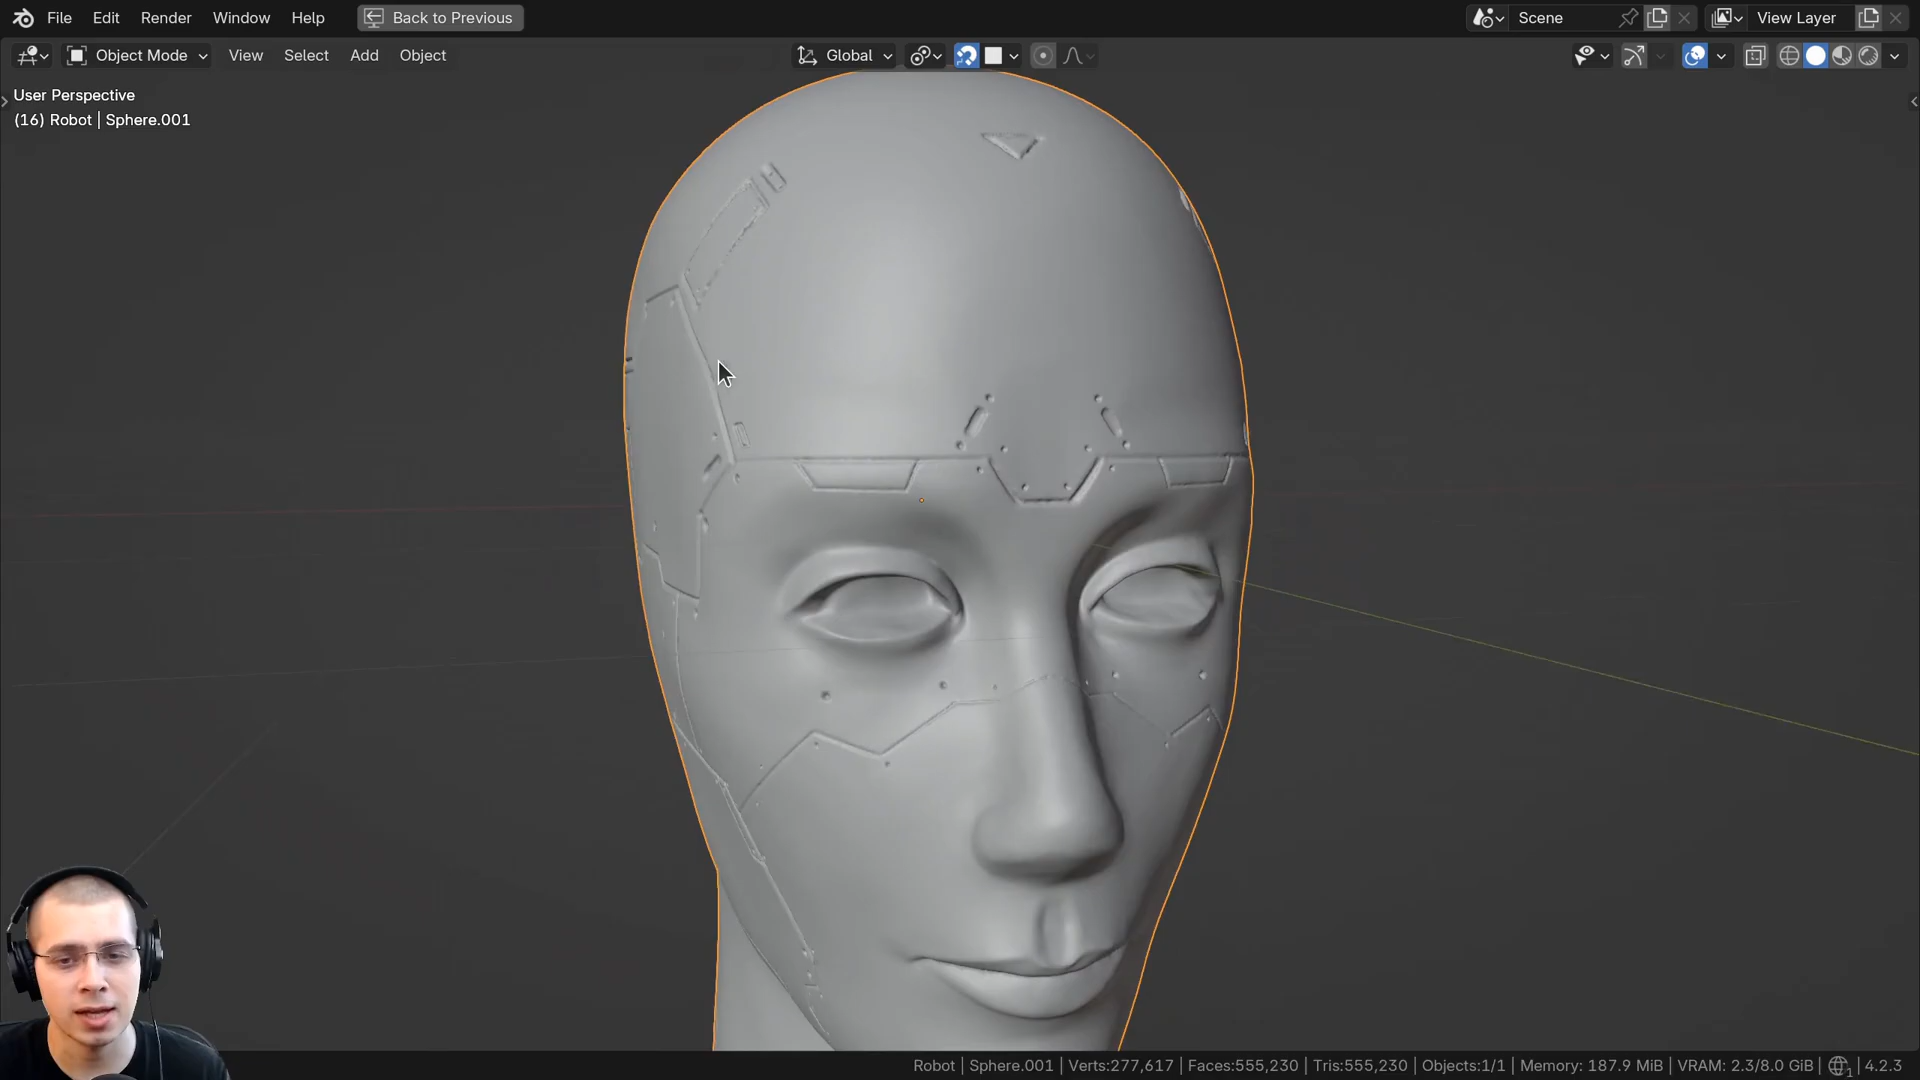 File Edit Render Window Help Back to Previous Scene View Layer
Object Mode View Select Add Object Global
User Perspective
(16) Robot | Sphere.001
Robot | Sphere.001 | Verts:277,617 | Faces:555,230 | Tris:555,230 | Objects:1/1 | Memory: 187.9 MiB | VRAM: 2.3/8.0 GiB | 1 | 4.2.3